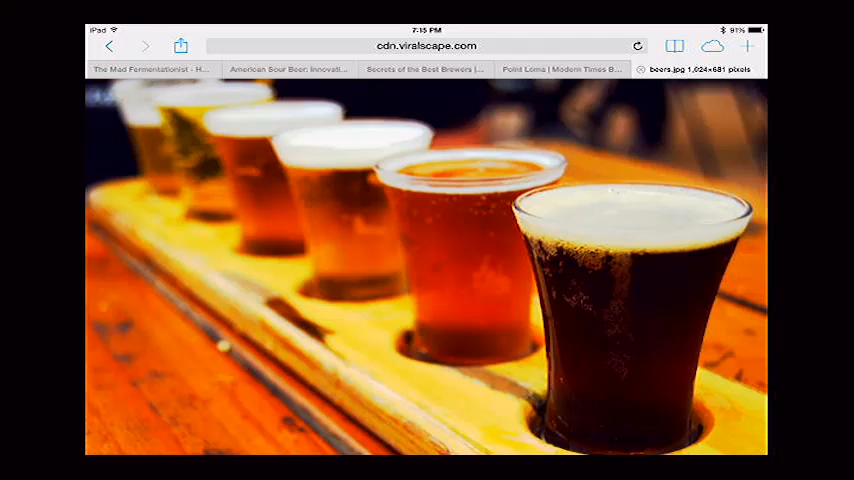 iPad 7:15 PM 91%
cdn.viralscape.com
The Mad Fermentationist - H... American Sour Beer: Innovati... Secrets of the Best Brewers |... Point Loma | Modern Times B... beers.jpg 1,024×681 pixels